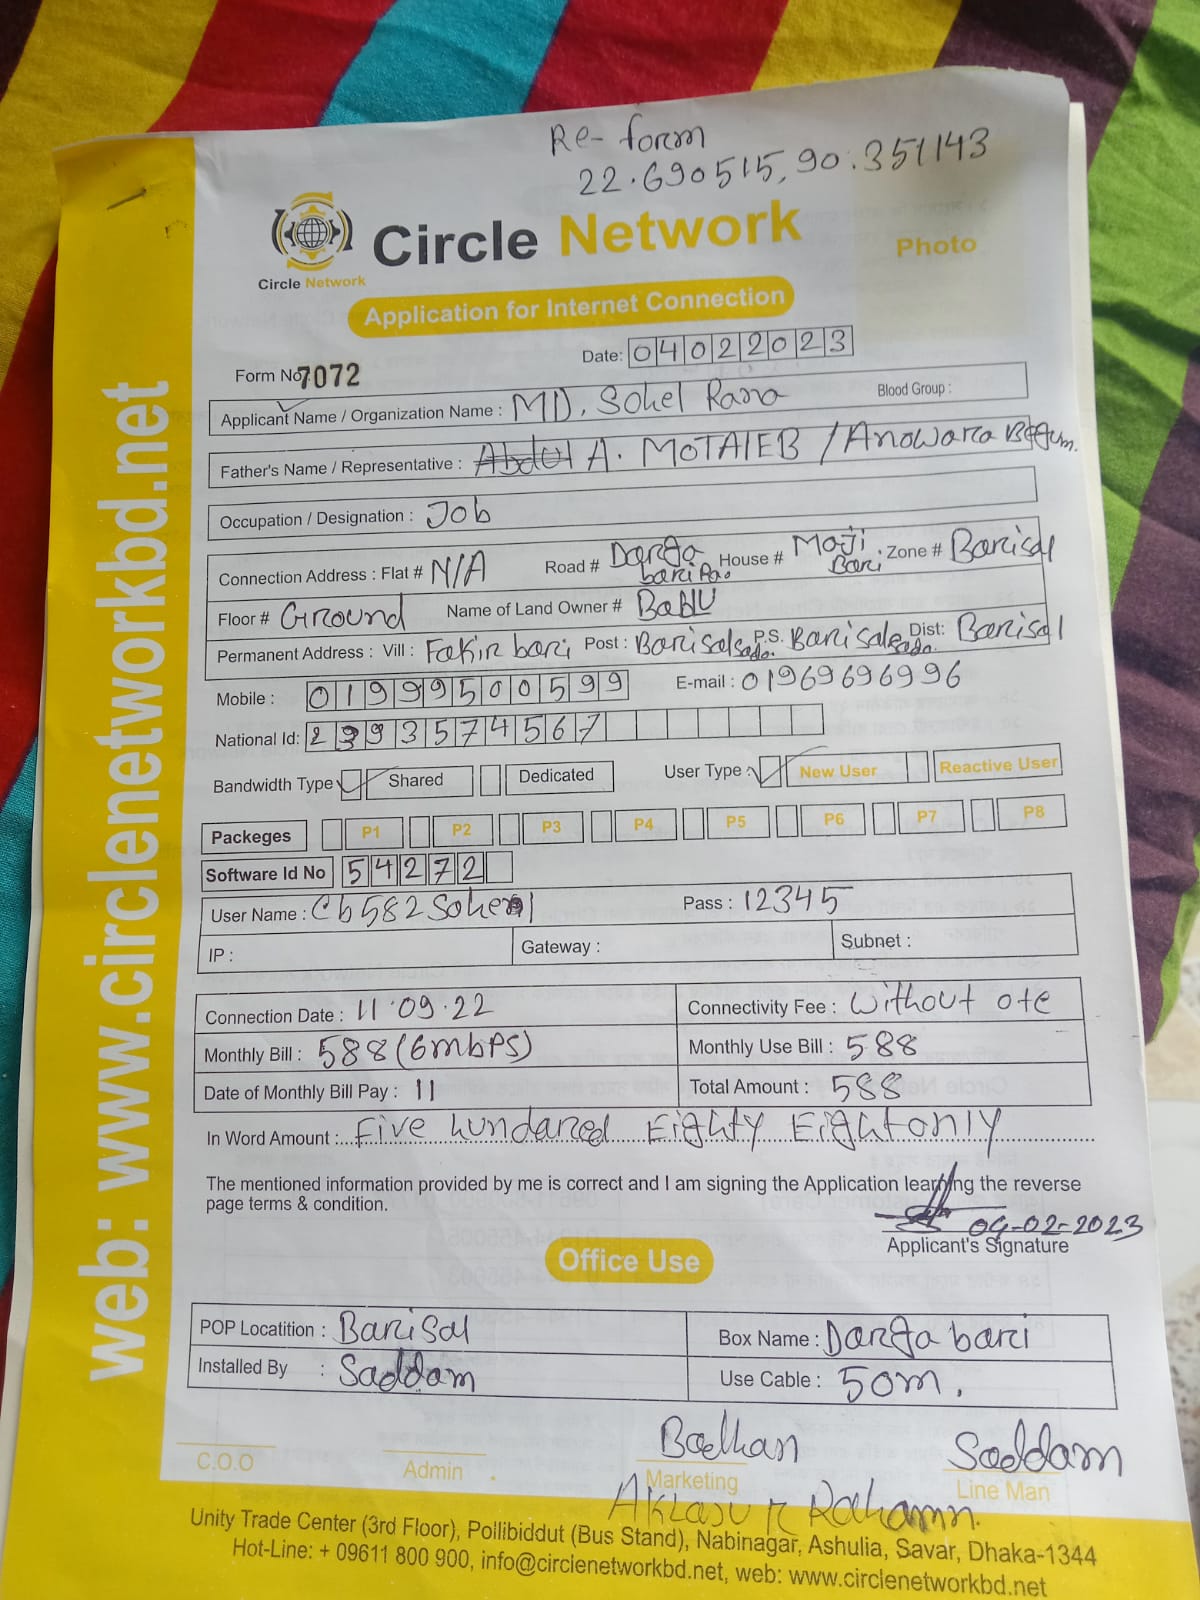 Re-form
22.690515, 90.351143
Circle Network
Circle Network
Photo
Application for Internet Connection
Date: 04022023
Form No 7072
Applicant Name / Organization Name : MD. Sohel Rana Blood Group :
Father's Name / Representative : Abdul A. MOTAIEB / Anowara Begum.
Occupation / Designation : Job
Connection Address : Flat # N/A Road # Darga bari House # Maji Bari Zone # Barisal
Floor # Ground Name of Land Owner # Bablu
Permanent Address : Vill : Fakir bari Post : Barisal sado. P.S. Barisal sado. Dist: Barisal
Mobile : 01999500599 E-mail : 01969696996
National Id: 2393574567
Bandwidth Type Shared Dedicated User Type : New User Reactive User
Packeges P1 P2 P3 P4 P5 P6 P7 P8
Software Id No 54272
User Name : Cb582Sohel Pass : 12345
IP : Gateway : Subnet :
Connection Date : 11.09.22 Connectivity Fee : without ote
Monthly Bill : 588 (6mbPS) Monthly Use Bill : 588
Date of Monthly Bill Pay : 11 Total Amount : 588
In Word Amount : Five hundared Eighty Eight only
The mentioned information provided by me is correct and I am signing the Application learning the reverse
page terms & condition.
04-02-2023
Applicant's Signature
Office Use
POP Locatition : Barisal Box Name : Darga bari
Installed By : Saddam Use Cable : 50m.
Badhan Saddam
C.O.O Admin Marketing Line Man
Rahamn.
Unity Trade Center (3rd Floor), Pollibiddut (Bus Stand), Nabinagar, Ashulia, Savar, Dhaka-1344
Hot-Line: + 09611 800 900, info@circlenetworkbd.net, web: www.circlenetworkbd.net
web: www.circlenetworkbd.net